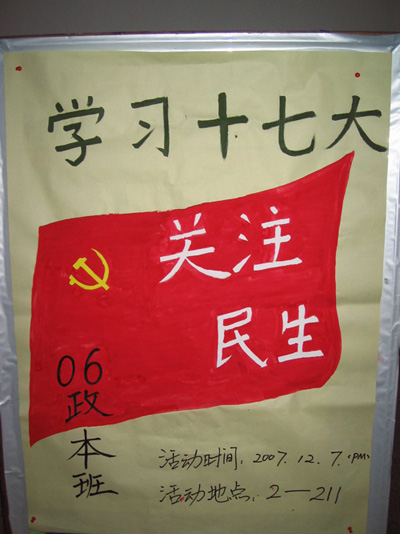 学习十七大
关注
民生
06
政
本
班
活动时间：2007.12.7.(PM)
活动地点：2—211